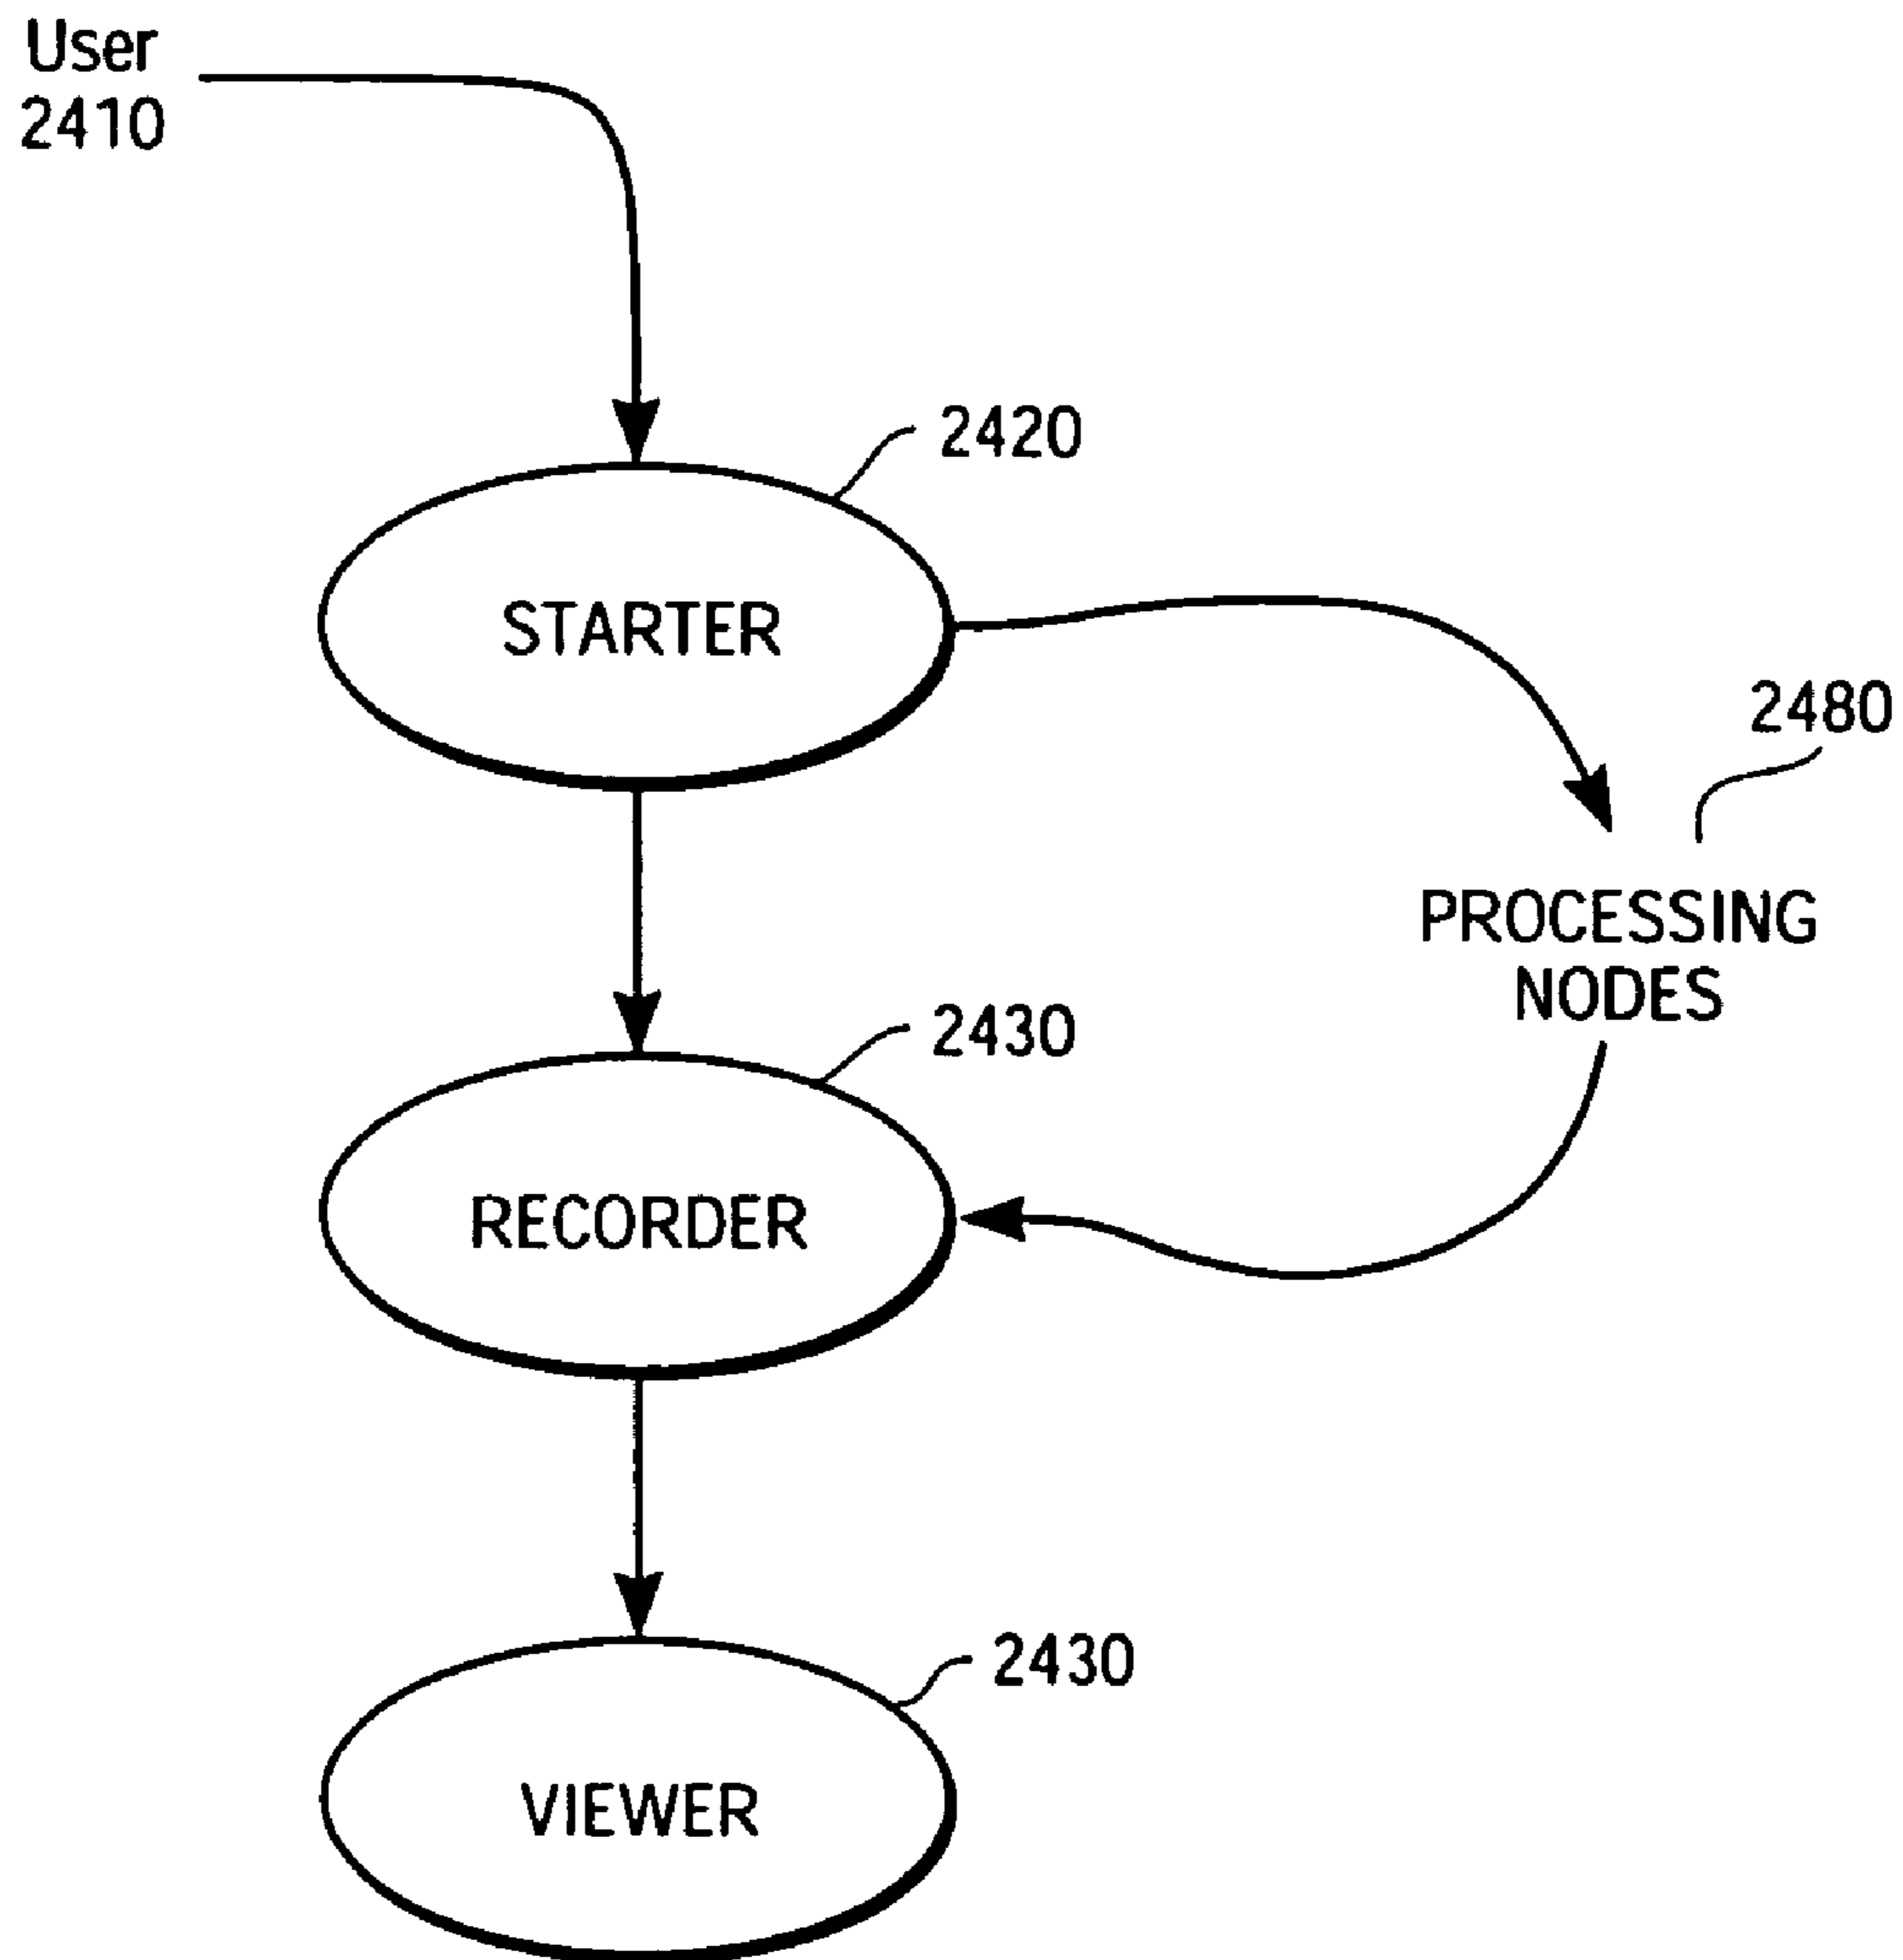 User
2410
2420
STARTER
2480
PROCESSING
NODES
2430
RECORDER
2430
VIEWER